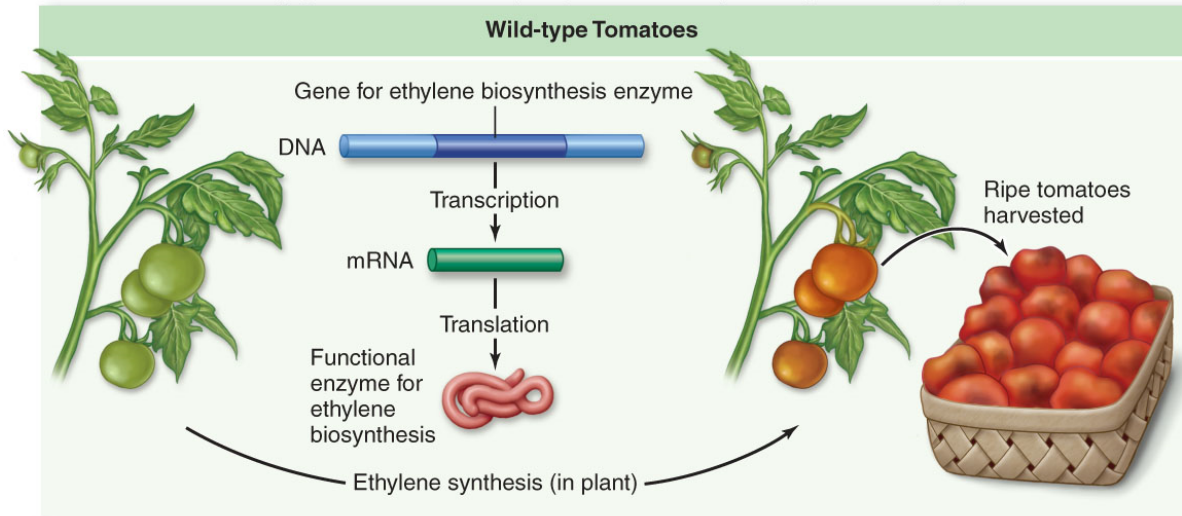 Wild-type Tomatoes
Gene for ethylene biosynthesis enzyme
DNA
Transcription
mRNA
Translation
Functional
enzyme for
ethylene
biosynthesis
Ethylene synthesis (in plant)
Ripe tomatoes
harvested